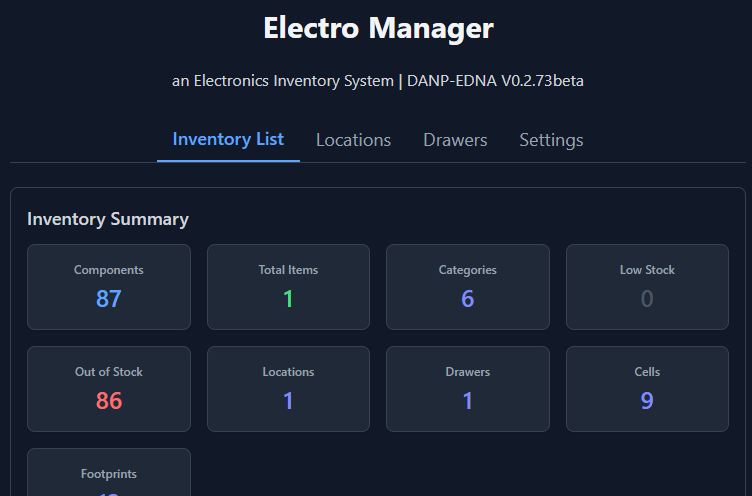 Electro Manager
an Electronics Inventory System | DANP-EDNA V0.2.73beta
Inventory List Locations Drawers Settings
Inventory Summary
Components Total Items Categories Low Stock
87 1 6 0
Out of Stock Locations Drawers Cells
86 1 1 9
Footprints